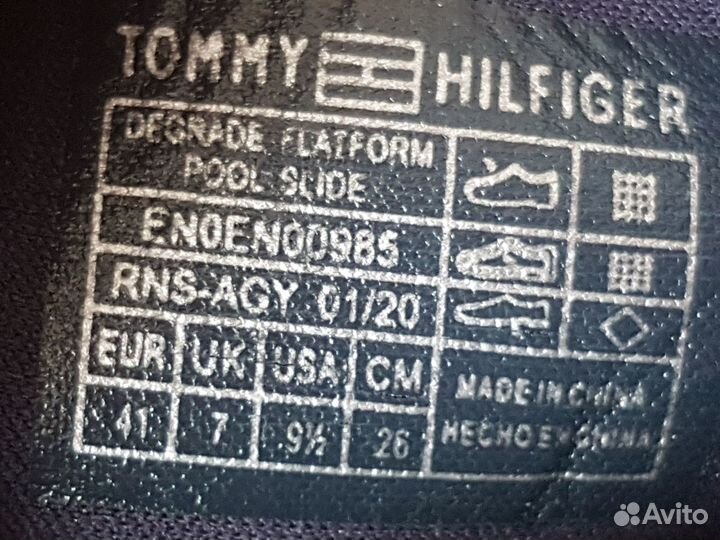 TOMMY HILFIGER
DEGRADE PLATFORM
POOL SLIDE
EN0EN00985
RNS-AGY 01/20
EUR UK USA CM
41 7 9½ 26
MADE IN CHINA
HECHO EN CHINA
Avito